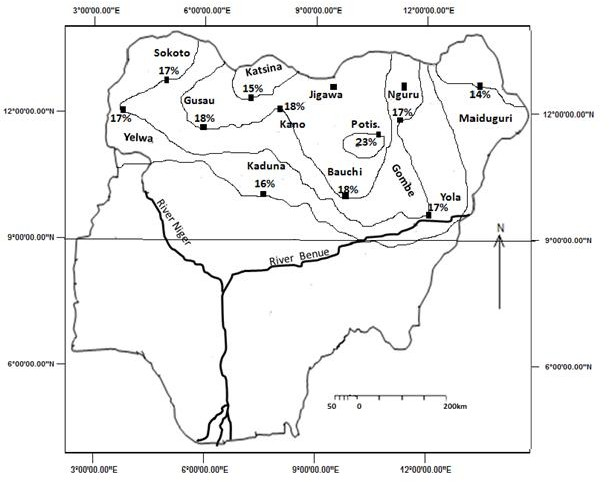 3°00'00.00"E 6°00'00.00"E 9°00'00.00"E 12°00'00.00"E
Sokoto
17%
Katsina
15%
Gusau
18%
18%
Kano
Jigawa
Nguru
17%
14%
Maiduguri
12°00'00.00"N 12°00'00.00"N
17%
Yelwa
Potis.
23%
Kaduna
16%
Bauchi
18%
Gombe
Yola
17%
River Niger
River Benue
9°00'00.00"N 9°00'00.00"N
N
6°00'00.00"N 6°00'00.00"N
50 0 200km
3°00'00.00"E 6°00'00.00"E 9°00'00.00"E 12°00'00.00"E